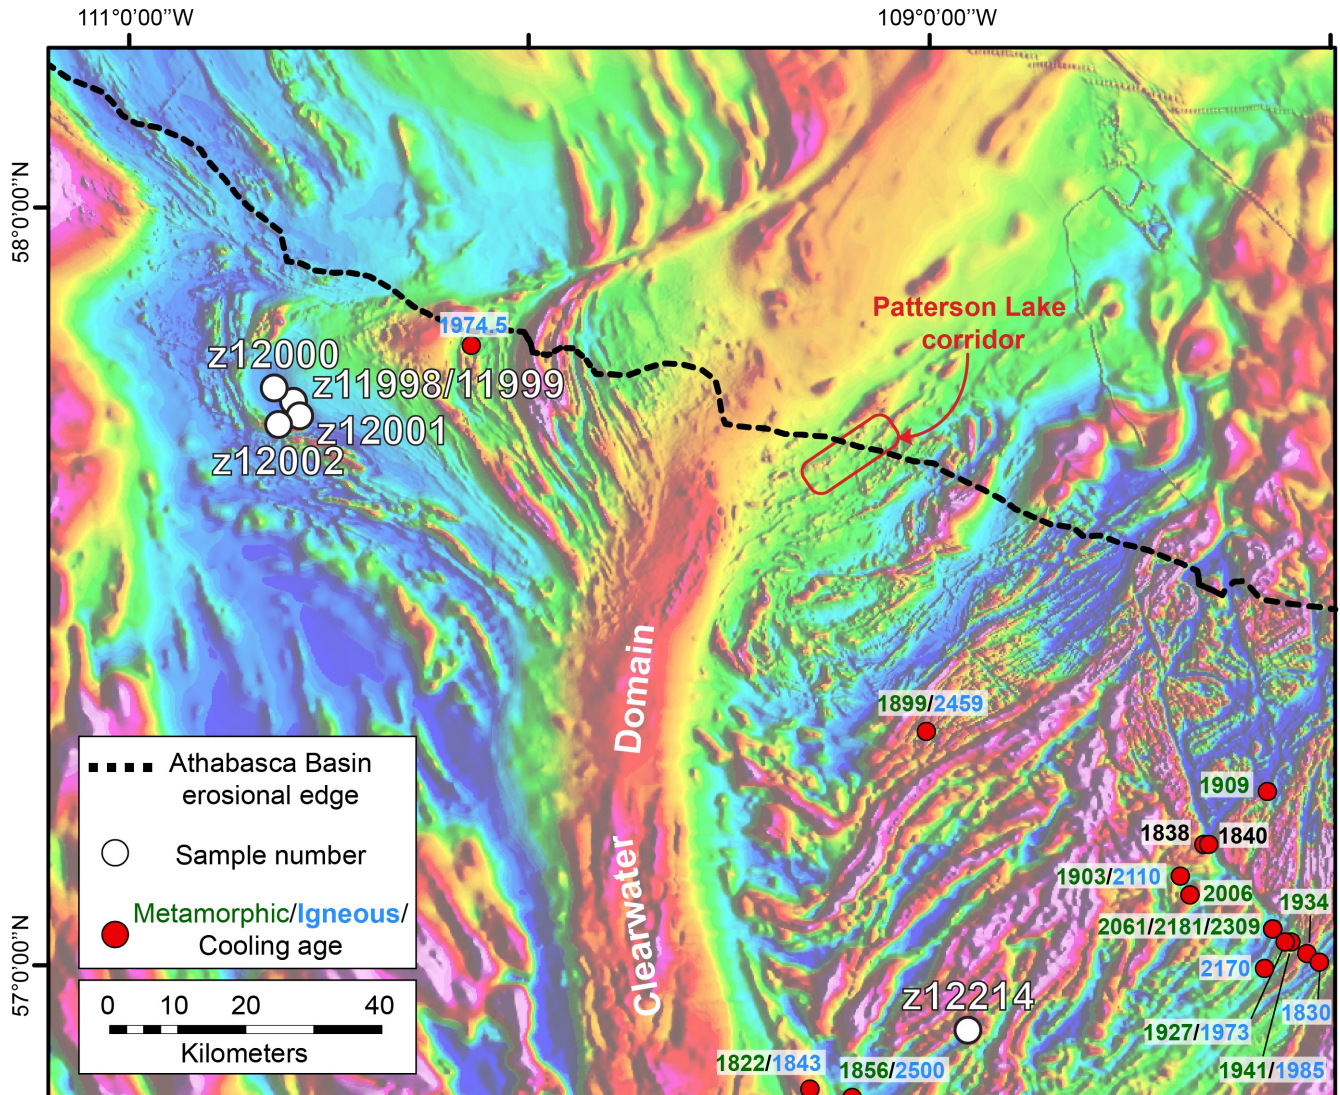 111°0'00"W
109°0'00"W
58°0'00"N
57°0'00"N
Patterson Lake
corridor
1974.5
z12000
z11998/11999
z12001
z12002
Domain
Clearwater
1899/2459
1909
1838
1840
1903/2110
2006
1934
2061/2181/2309
2170
1830
z12214
1927/1973
1941/1985
1822/1843
1856/2500
Athabasca Basin
erosional edge
Sample number
Metamorphic/Igneous/
Cooling age
0 10 20 40
Kilometers